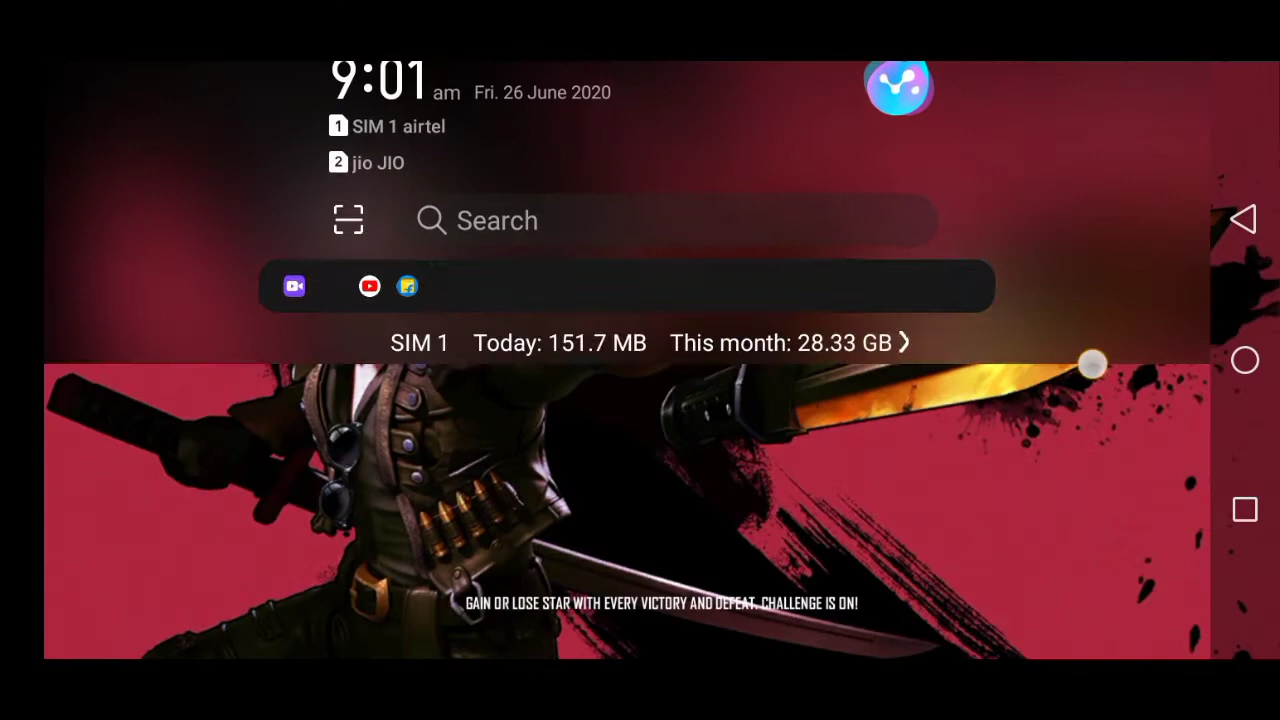 9:01 am Fri. 26 June 2020
1 SIM 1 airtel
2 jio JIO
Search
SIM 1 Today: 151.7 MB This month: 28.33 GB
GAIN OR LOSE STAR WITH EVERY VICTORY AND DEFEAT. CHALLENGE IS ON!